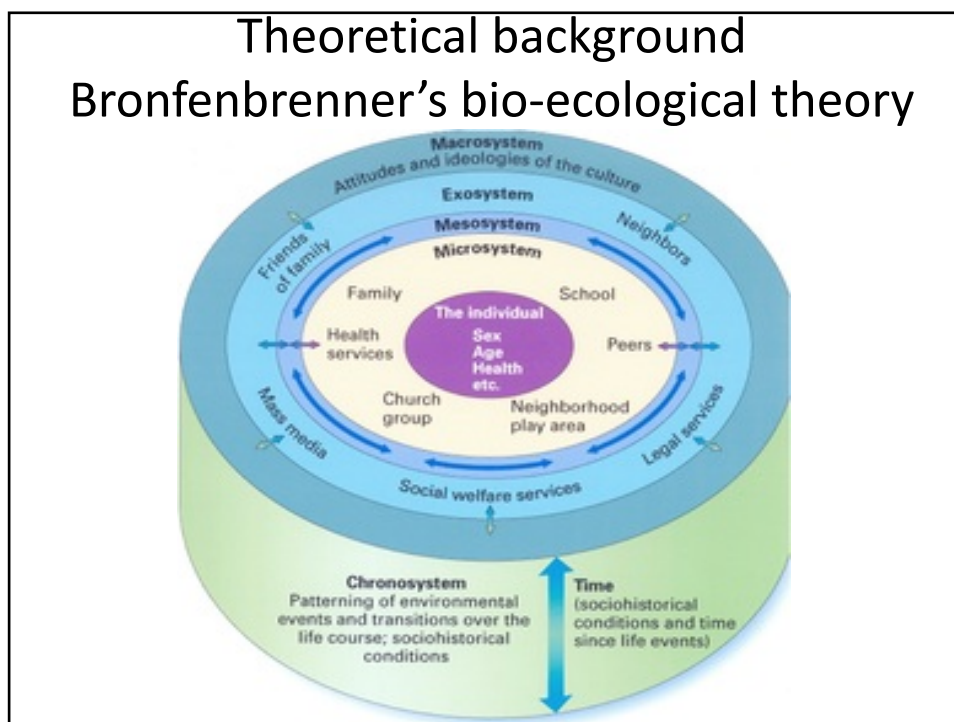 Theoretical background
Bronfenbrenner’s bio-ecological theory
Macrosystem
Attitudes and ideologies of the culture
Exosystem
Mesosystem
Microsystem
Friends
of family
Neighbors
Family
School
The individual
Sex
Age
Health
etc.
Health
services
Peers
Church
group
Neighborhood
play area
Mass media
Legal services
Social welfare services
Chronosystem
Patterning of environmental
events and transitions over the
life course; sociohistorical
conditions
Time
(sociohistorical
conditions and time
since life events)